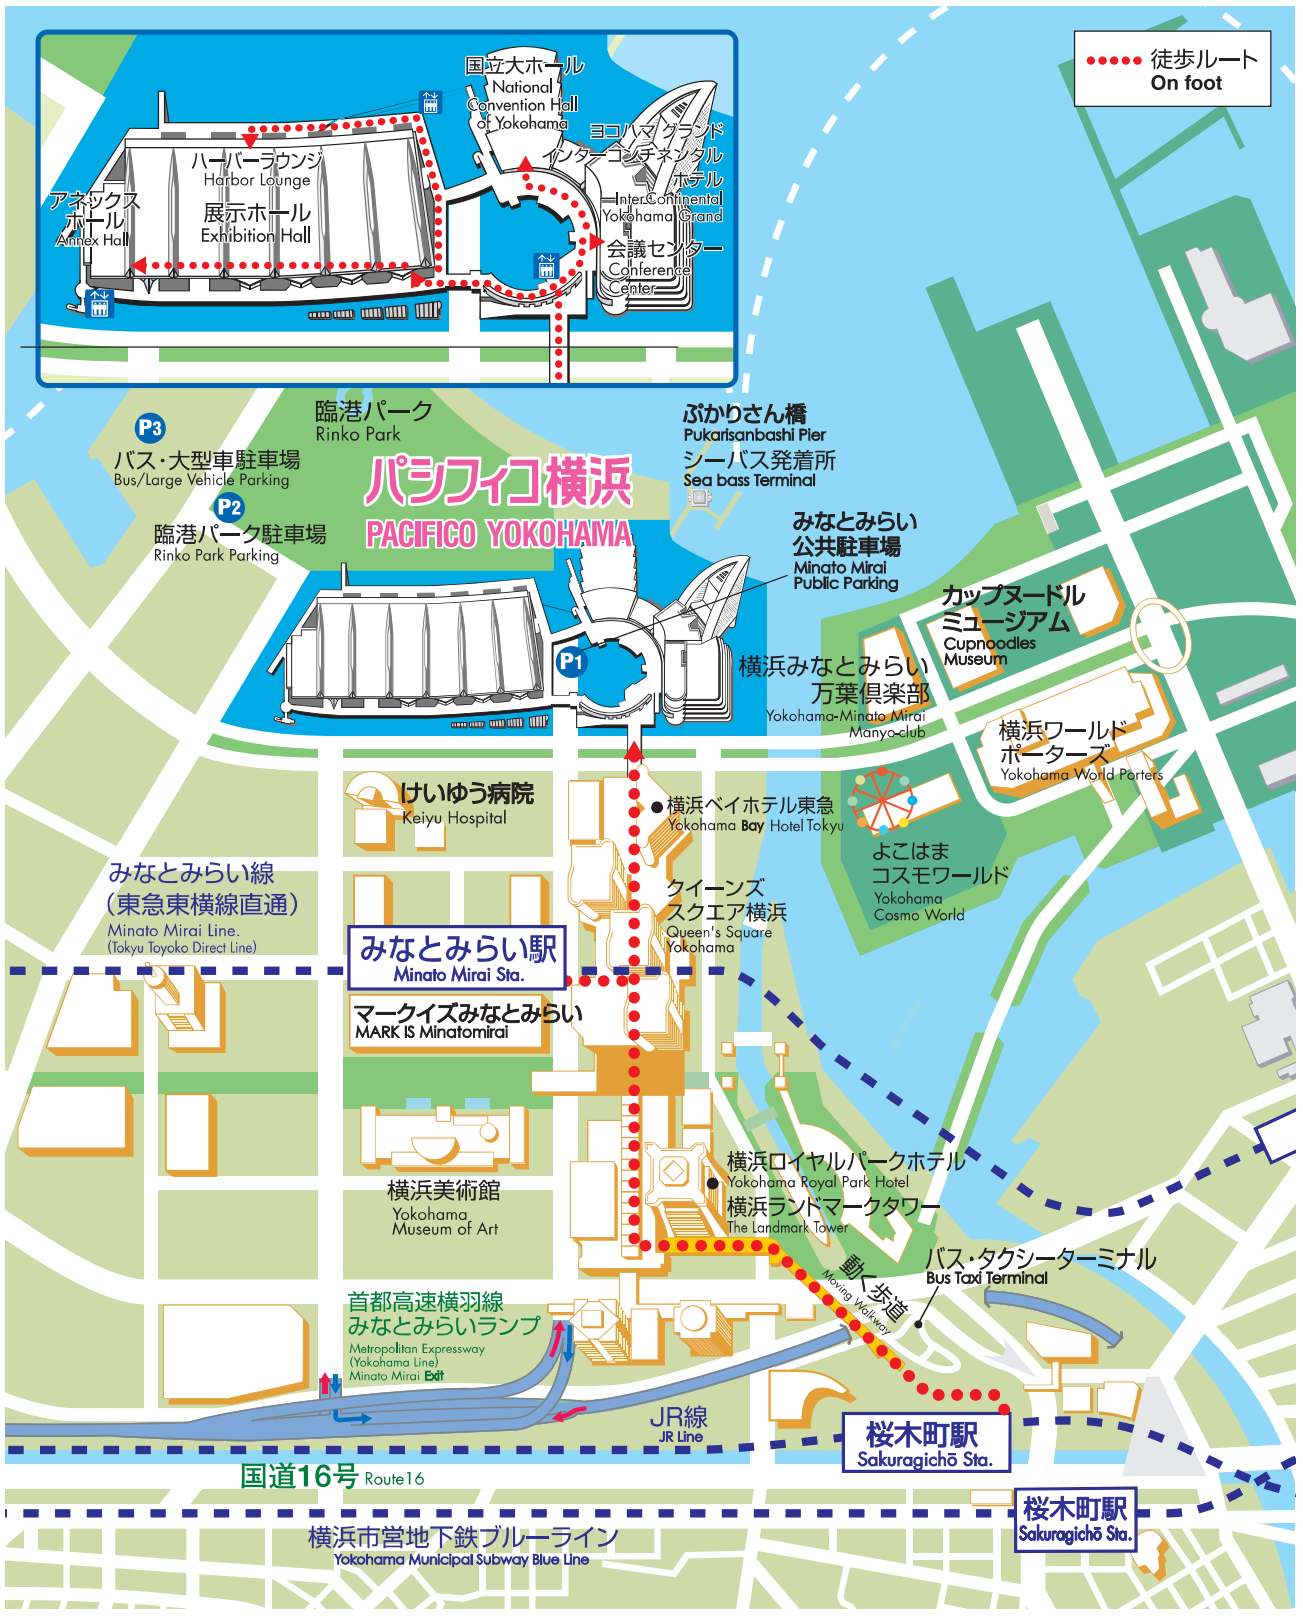 徒歩ルート
On foot
国立大ホール
National
Convention Hall
of Yokohama
ヨコハマ グランド
インターコンチネンタル
ホテル
InterContinental
Yokohama Grand
ハーバーラウンジ
Harbor Lounge
アネックス
ホール
Annex Hall
展示ホール
Exhibition Hall
会議センター
Conference
Center
臨港パーク
Rinko Park
P3
バス・大型車駐車場
Bus/Large Vehicle Parking
P2
臨港パーク駐車場
Rinko Park Parking
パシフィコ横浜
PACIFICO YOKOHAMA
ぷかりさん橋
Pukarisanbashi Pier
シーバス発着所
Sea bass Terminal
みなとみらい
公共駐車場
Minato Mirai
Public Parking
P1
カップヌードル
ミュージアム
Cupnoodles
Museum
横浜みなとみらい
万葉倶楽部
Yokohama-Minato Mirai
Manyo-club
横浜ワールド
ポーターズ
Yokohama World Porters
けいゆう病院
Keiyu Hospital
横浜ベイホテル東急
Yokohama Bay Hotel Tokyu
よこはま
コスモワールド
Yokohama
Cosmo World
みなとみらい線
（東急東横線直通）
Minato Mirai Line.
(Tokyu Toyoko Direct Line)
クイーンズ
スクエア横浜
Queen's Square
Yokohama
みなとみらい駅
Minato Mirai Sta.
マークイズみなとみらい
MARK IS Minatomirai
横浜美術館
Yokohama
Museum of Art
横浜ロイヤルパークホテル
Yokohama Royal Park Hotel
横浜ランドマークタワー
The Landmark Tower
動く歩道
Moving Walkway
バス・タクシーターミナル
Bus Taxi Terminal
首都高速横羽線
みなとみらいランプ
Metropolitan Expressway
(Yokohama Line)
Minato Mirai Exit
JR線
JR Line
桜木町駅
Sakuragichō Sta.
国道16号 Route16
桜木町駅
Sakuragichō Sta.
横浜市営地下鉄ブルーライン
Yokohama Municipal Subway Blue Line